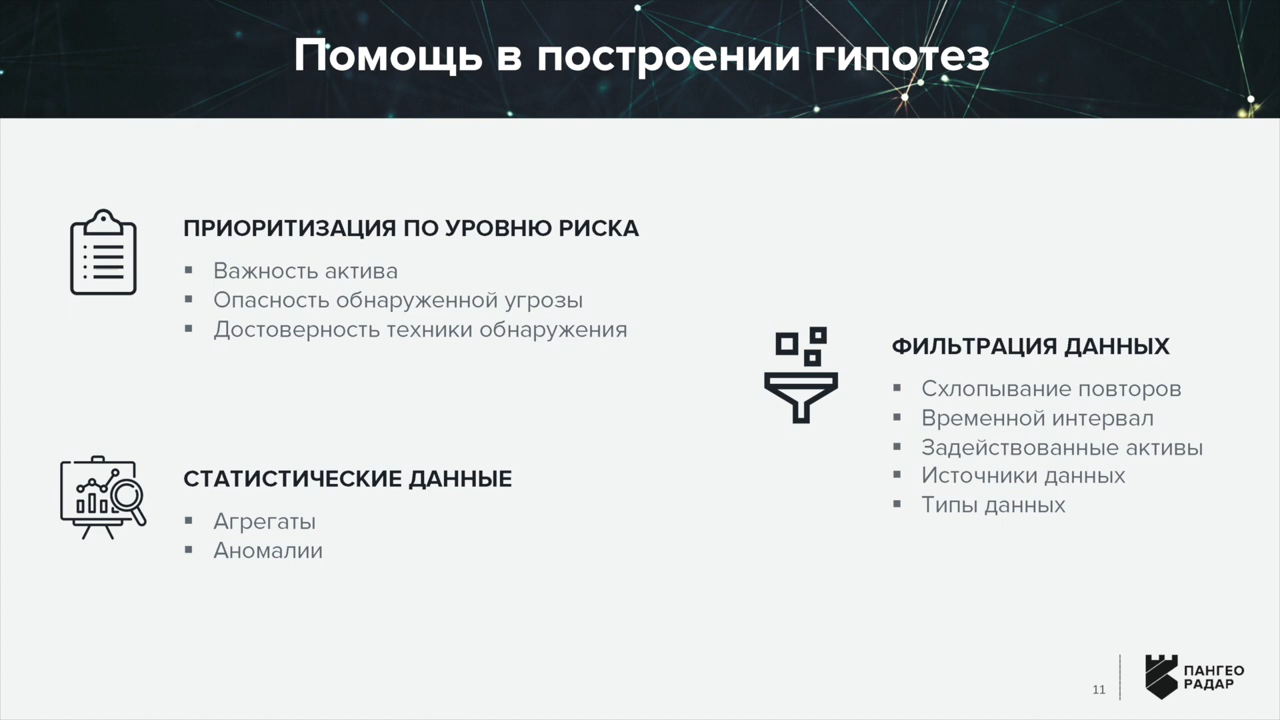 Помощь в построении гипотез
ПРИОРИТИЗАЦИЯ ПО УРОВНЮ РИСКА
▪ Важность актива
▪ Опасность обнаруженной угрозы
▪ Достоверность техники обнаружения
СТАТИСТИЧЕСКИЕ ДАННЫЕ
▪ Агрегаты
▪ Аномалии
ФИЛЬТРАЦИЯ ДАННЫХ
▪ Схлопывание повторов
▪ Временной интервал
▪ Задействованные активы
▪ Источники данных
▪ Типы данных
11
ПАНГЕО
РАДАР